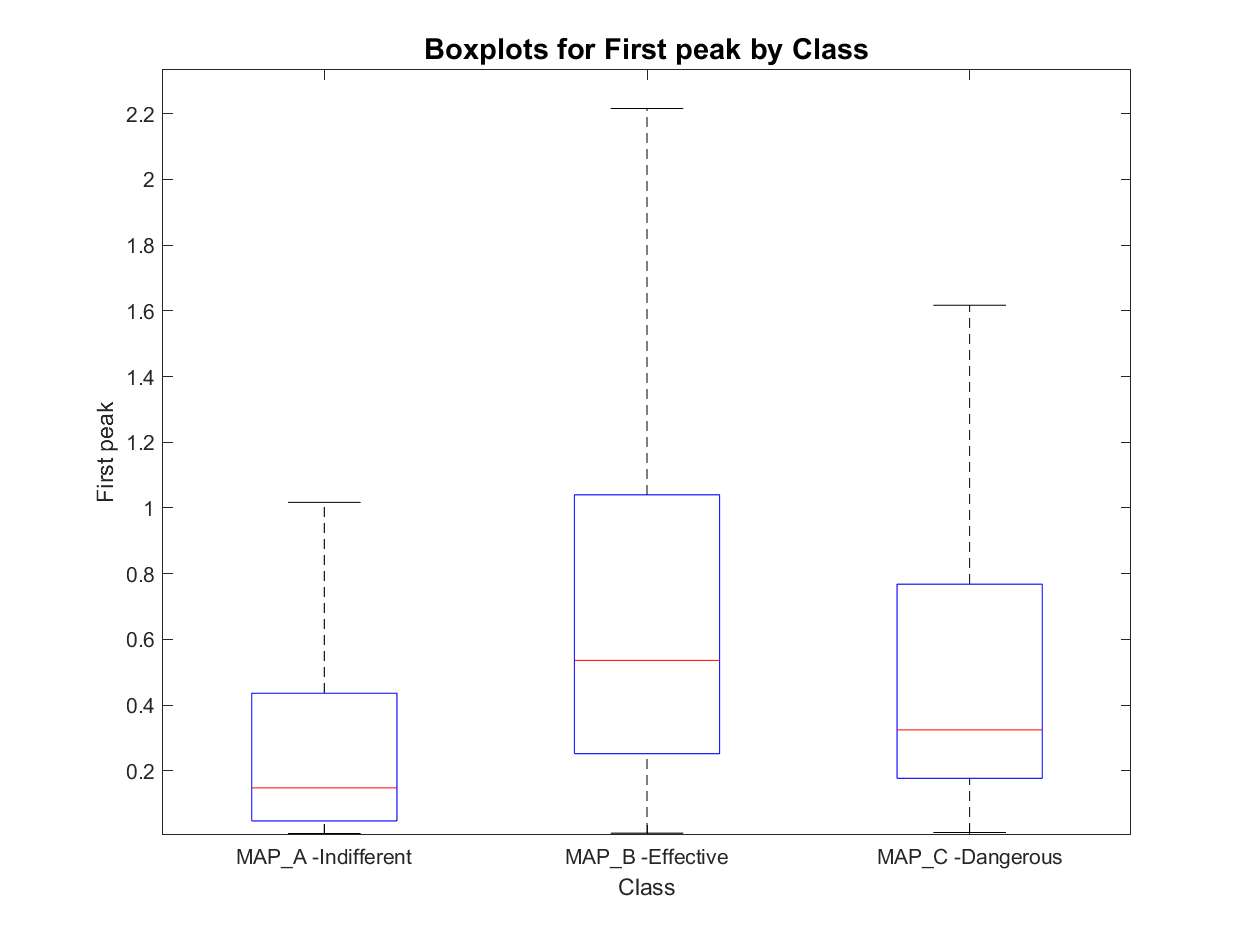 Boxplots for First peak by Class
2.2
2
1.8
1.6
1.4
1.2
1
0.8
0.6
0.4
0.2
First peak
MAP_A -Indifferent
MAP_B -Effective
MAP_C -Dangerous
Class